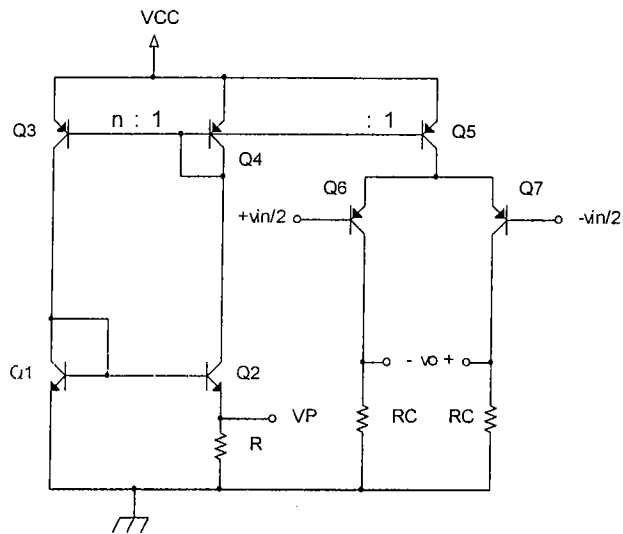 VCC
Q3
n : 1
Q4
: 1
Q5
Q6
Q7
+vin/2
-vin/2
Q1
Q2
- vo +
VP
R
RC
RC